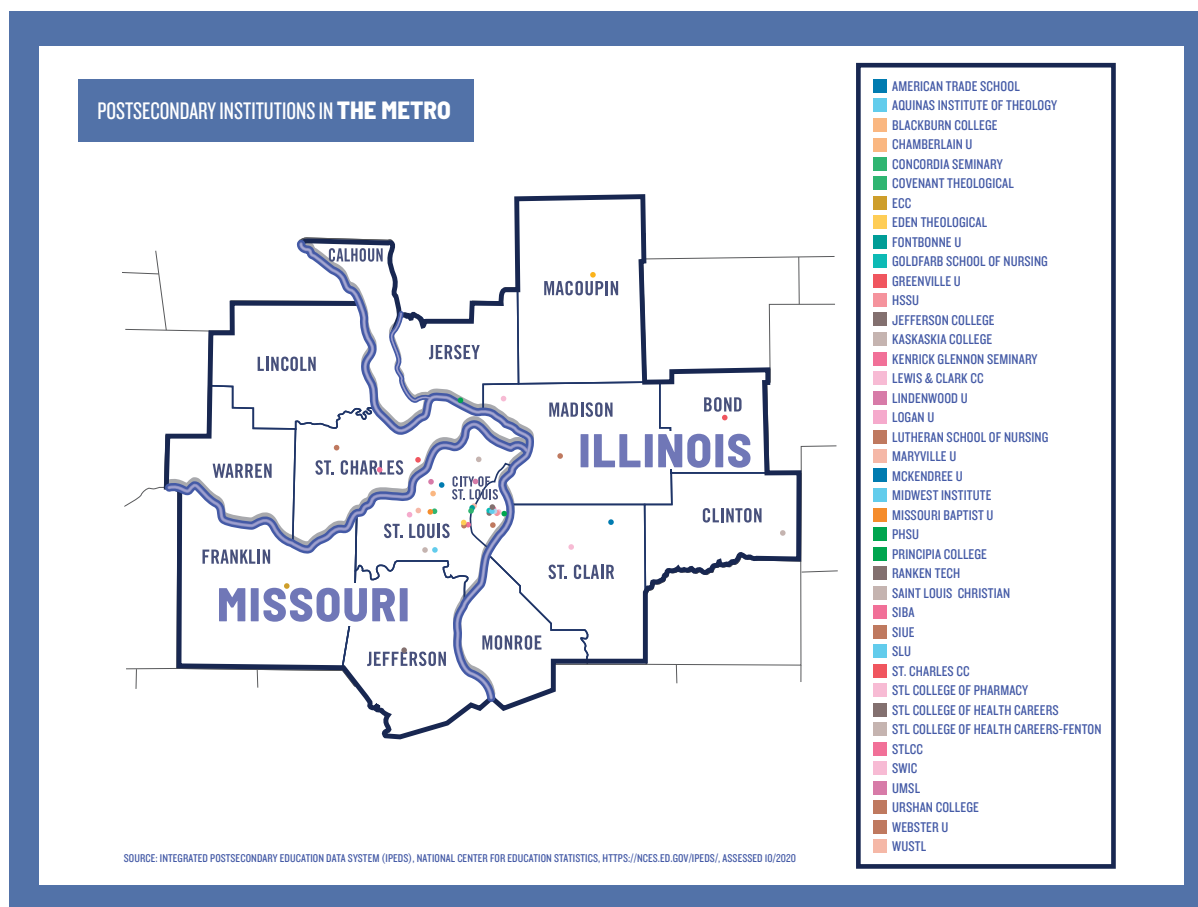 POSTSECONDARY INSTITUTIONS IN THE METRO
CALHOUN
MACOUPIN
LINCOLN
JERSEY
MADISON
BOND
ILLINOIS
WARREN
ST. CHARLES
CITY OF
ST. LOUIS
ST. LOUIS
CLINTON
FRANKLIN
ST. CLAIR
MISSOURI
JEFFERSON
MONROE
AMERICAN TRADE SCHOOL
AQUINAS INSTITUTE OF THEOLOGY
BLACKBURN COLLEGE
CHAMBERLAIN U
CONCORDIA SEMINARY
COVENANT THEOLOGICAL
ECC
EDEN THEOLOGICAL
FONTBONNE U
GOLDFARB SCHOOL OF NURSING
GREENVILLE U
HSSU
JEFFERSON COLLEGE
KASKASKIA COLLEGE
KENRICK GLENNON SEMINARY
LEWIS & CLARK CC
LINDENWOOD U
LOGAN U
LUTHERAN SCHOOL OF NURSING
MARYVILLE U
MCKENDREE U
MIDWEST INSTITUTE
MISSOURI BAPTIST U
PHSU
PRINCIPIA COLLEGE
RANKEN TECH
SAINT LOUIS CHRISTIAN
SIBA
SIUE
SLU
ST. CHARLES CC
STL COLLEGE OF PHARMACY
STL COLLEGE OF HEALTH CAREERS
STL COLLEGE OF HEALTH CAREERS-FENTON
STLCC
SWIC
UMSL
URSHAN COLLEGE
WEBSTER U
WUSTL
SOURCE: INTEGRATED POSTSECONDARY EDUCATION DATA SYSTEM (IPEDS), NATIONAL CENTER FOR EDUCATION STATISTICS, HTTPS://NCES.ED.GOV/IPEDS/, ASSESSED 10/2020